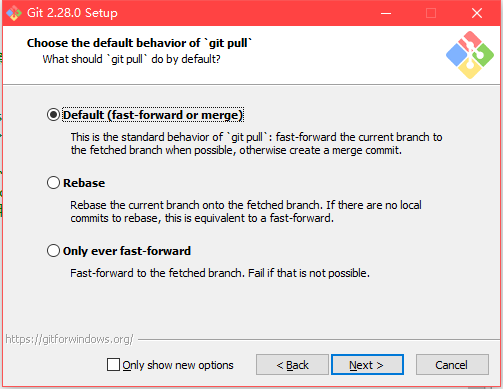 Git 2.28.0 Setup
Choose the default behavior of `git pull`
What should `git pull` do by default?
Default (fast-forward or merge)
This is the standard behavior of `git pull`: fast-forward the current branch to
the fetched branch when possible, otherwise create a merge commit.
Rebase
Rebase the current branch onto the fetched branch. If there are no local
commits to rebase, this is equivalent to a fast-forward.
Only ever fast-forward
Fast-forward to the fetched branch. Fail if that is not possible.
https://gitforwindows.org/
Only show new options
< Back
Next >
Cancel